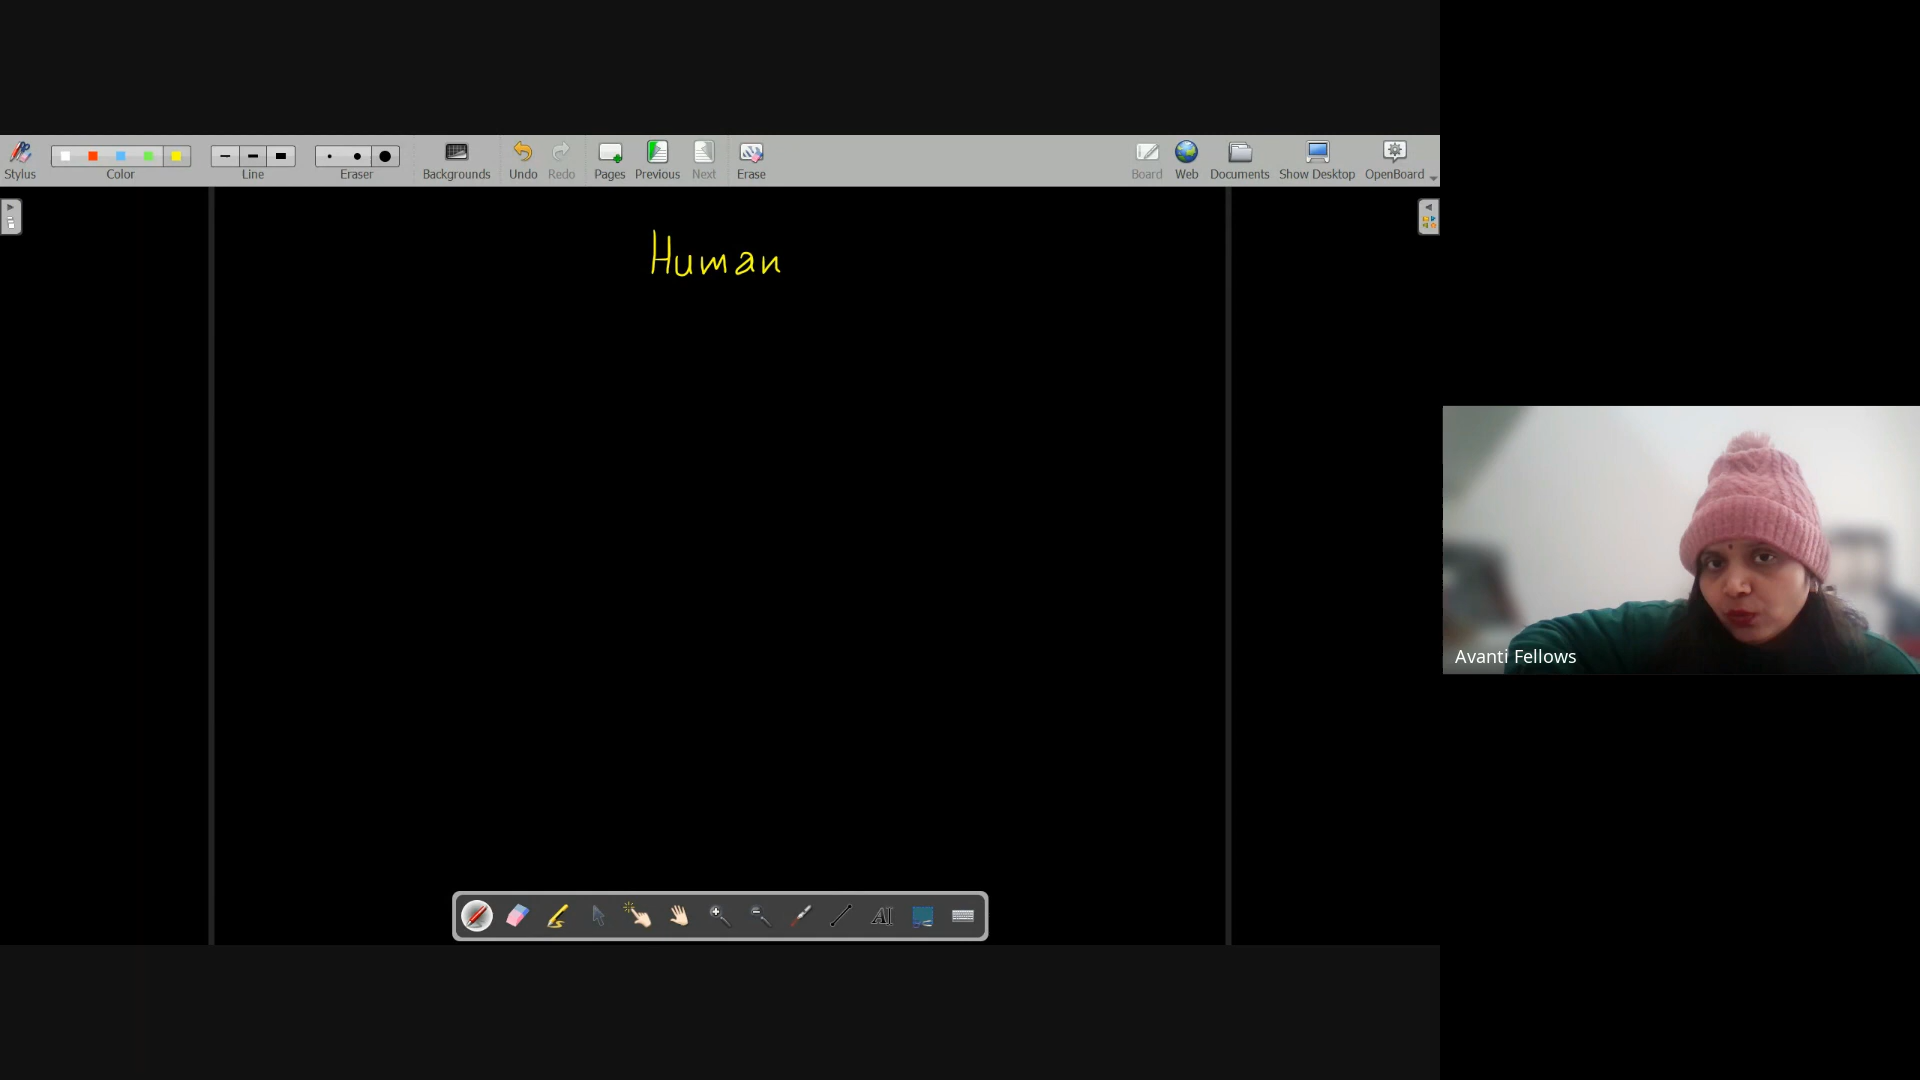 Stylus Color Line Eraser Backgrounds Undo Redo Pages Previous Next Erase Board Web Documents Show Desktop OpenBoard
Human
Avanti Fellows